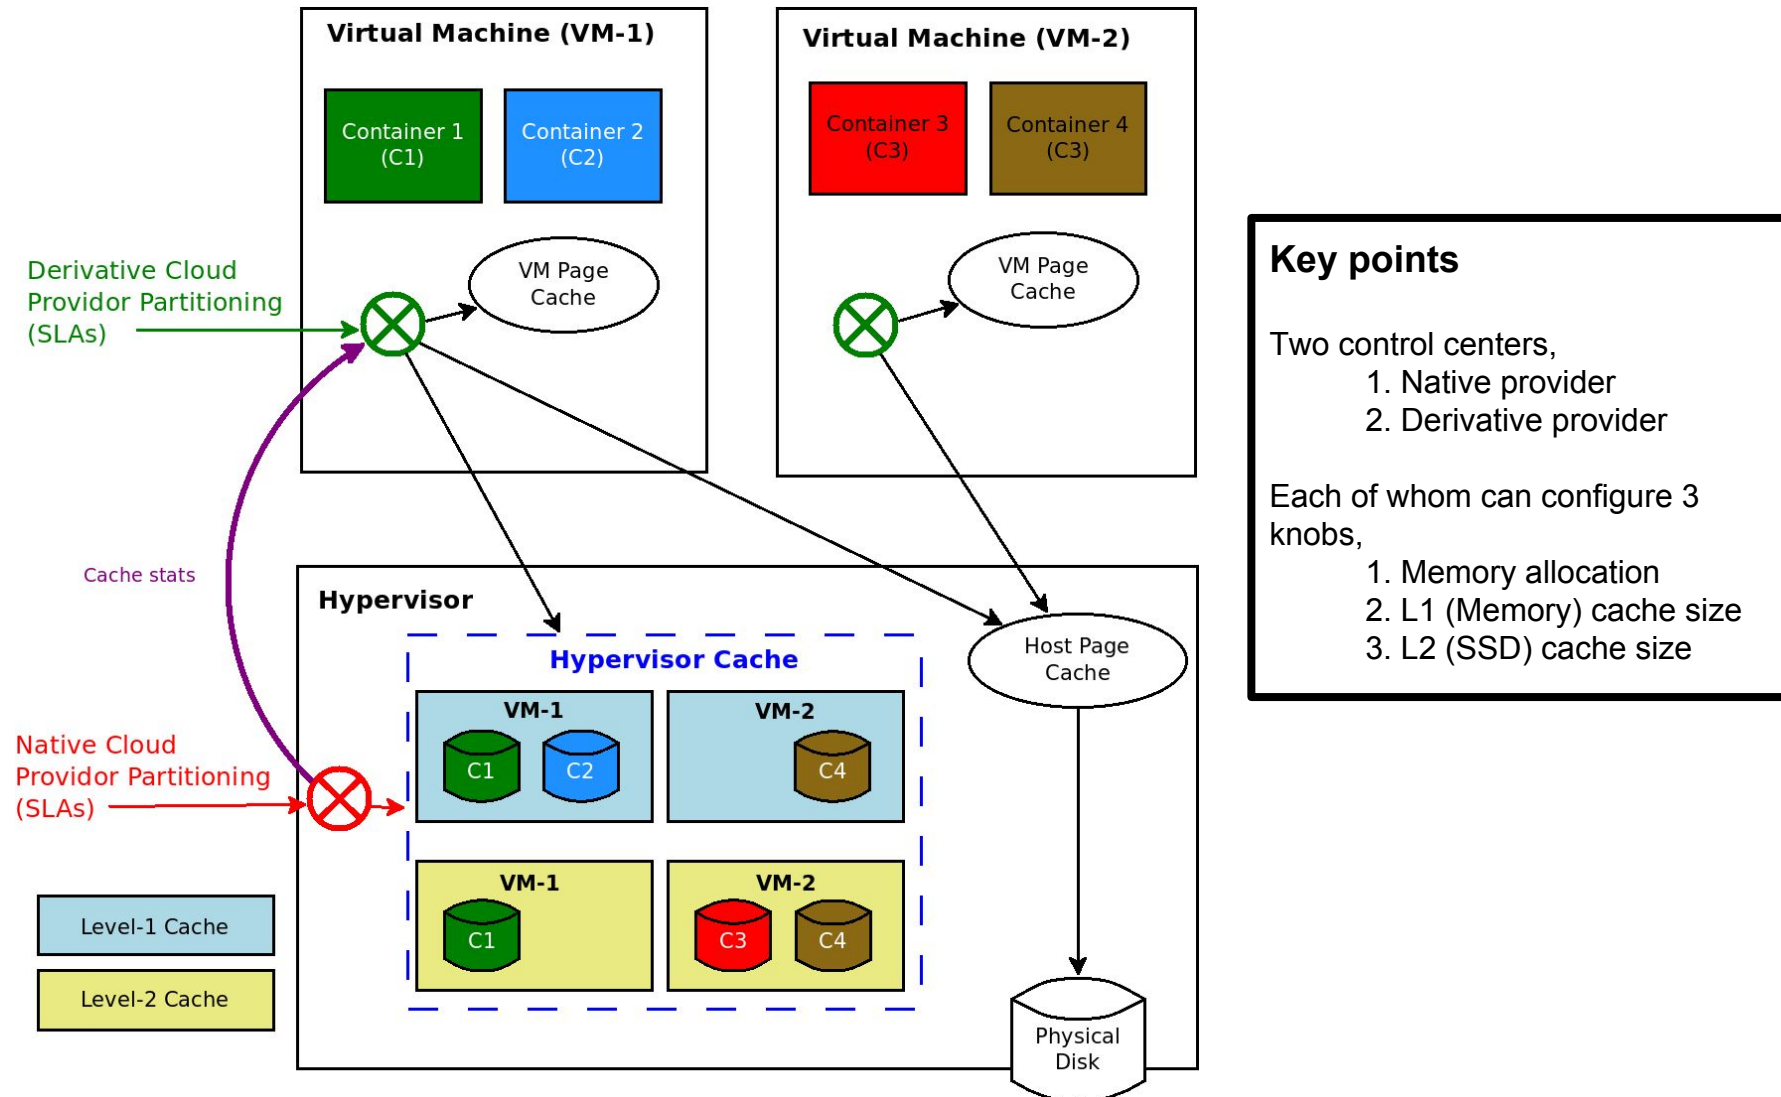 Virtual Machine (VM-1)
Container 1
(C1)
Container 2
(C2)
VM Page
Cache
Virtual Machine (VM-2)
Container 3
(C3)
Container 4
(C3)
VM Page
Cache
Derivative Cloud
Providor Partitioning
(SLAs)
Cache stats
Key points
Two control centers,
1. Native provider
2. Derivative provider
Each of whom can configure 3
knobs,
1. Memory allocation
2. L1 (Memory) cache size
3. L2 (SSD) cache size
Hypervisor
Hypervisor Cache
VM-1
C1
C2
VM-2
C4
VM-1
C1
VM-2
C3
C4
Host Page
Cache
Physical
Disk
Native Cloud
Providor Partitioning
(SLAs)
Level-1 Cache
Level-2 Cache